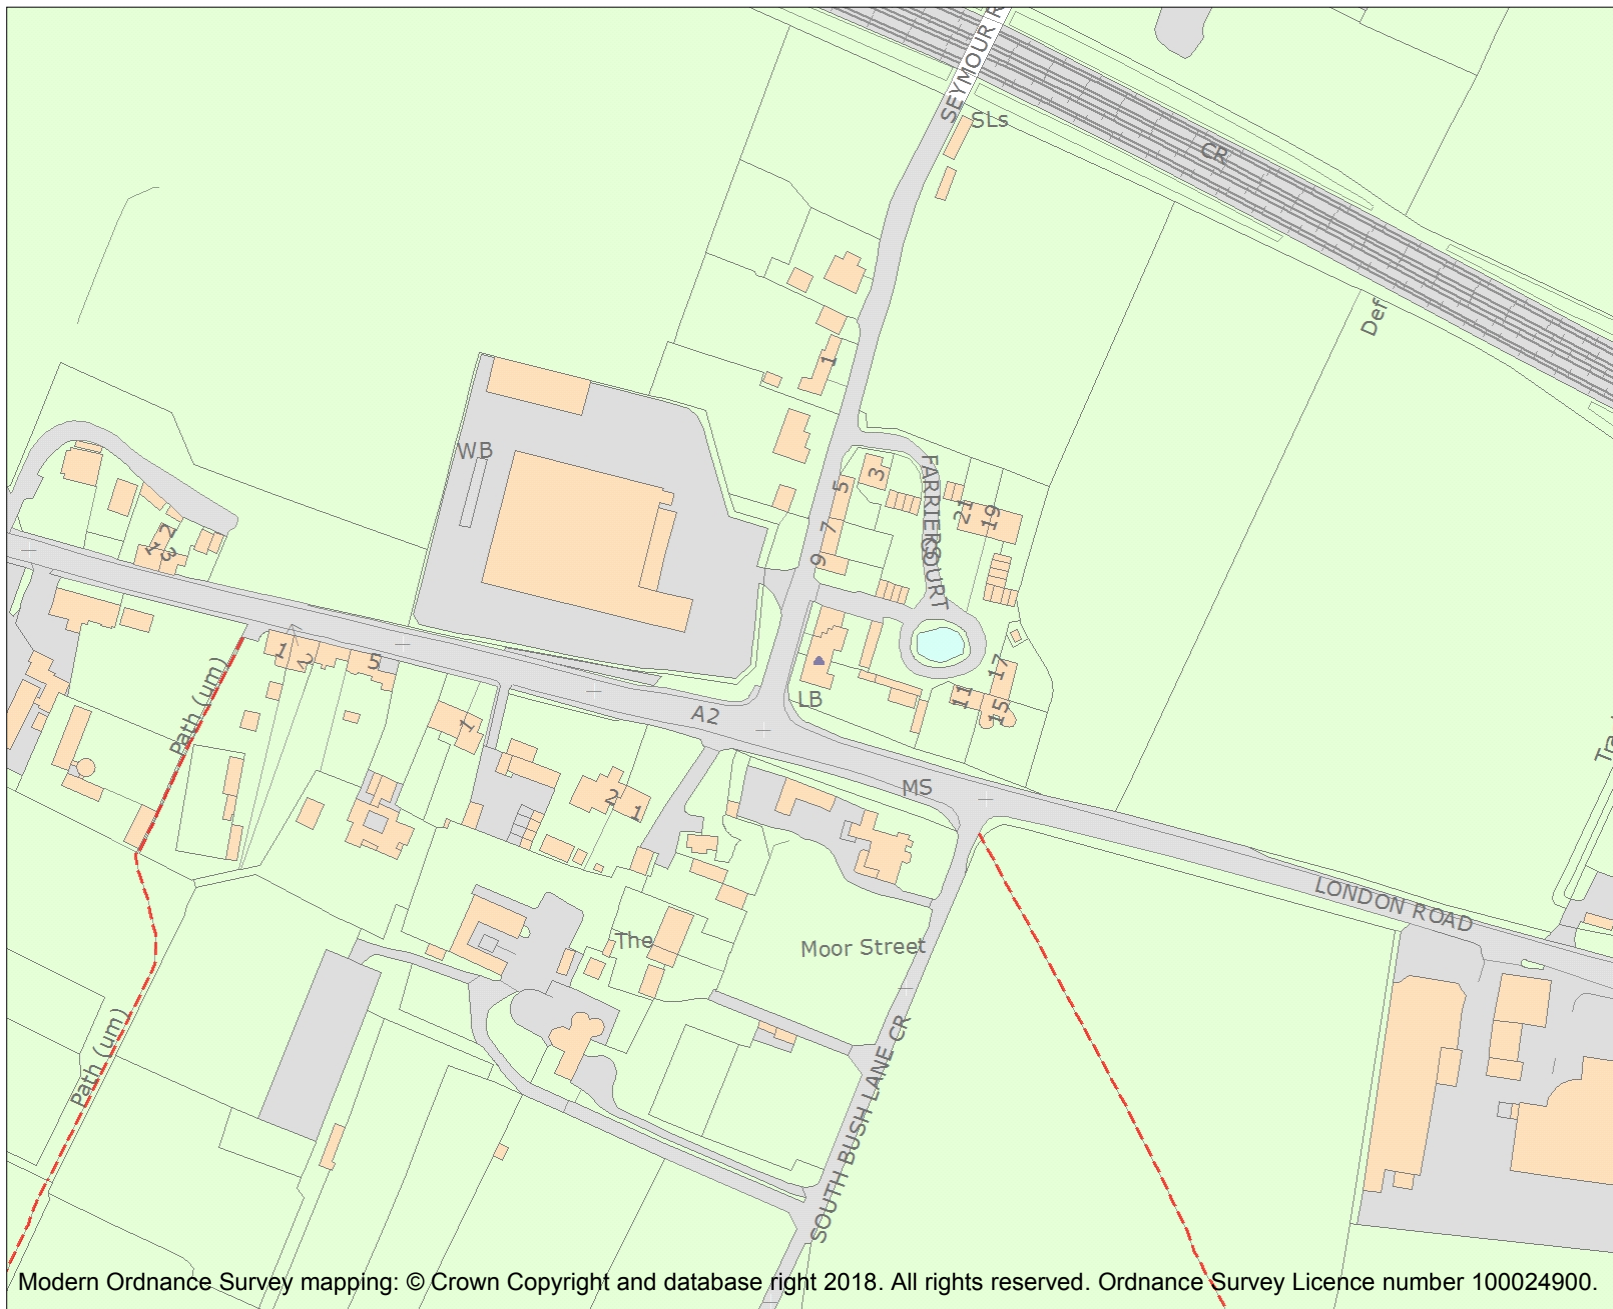 SEYMOUR R
SLs
CR
Def
1
WB
3
5
FARRIERS
COURT
21
19
7
9
2
1
3
1
2
5
Path (um)
17
11
15
LB
A2
1
MS
2
1
LONDON ROAD
The
Moor Street
Path (um)
SOUTH BUSH LANE CR
Modern Ordnance Survey mapping: © Crown Copyright and database right 2018. All rights reserved. Ordnance Survey Licence number 100024900.